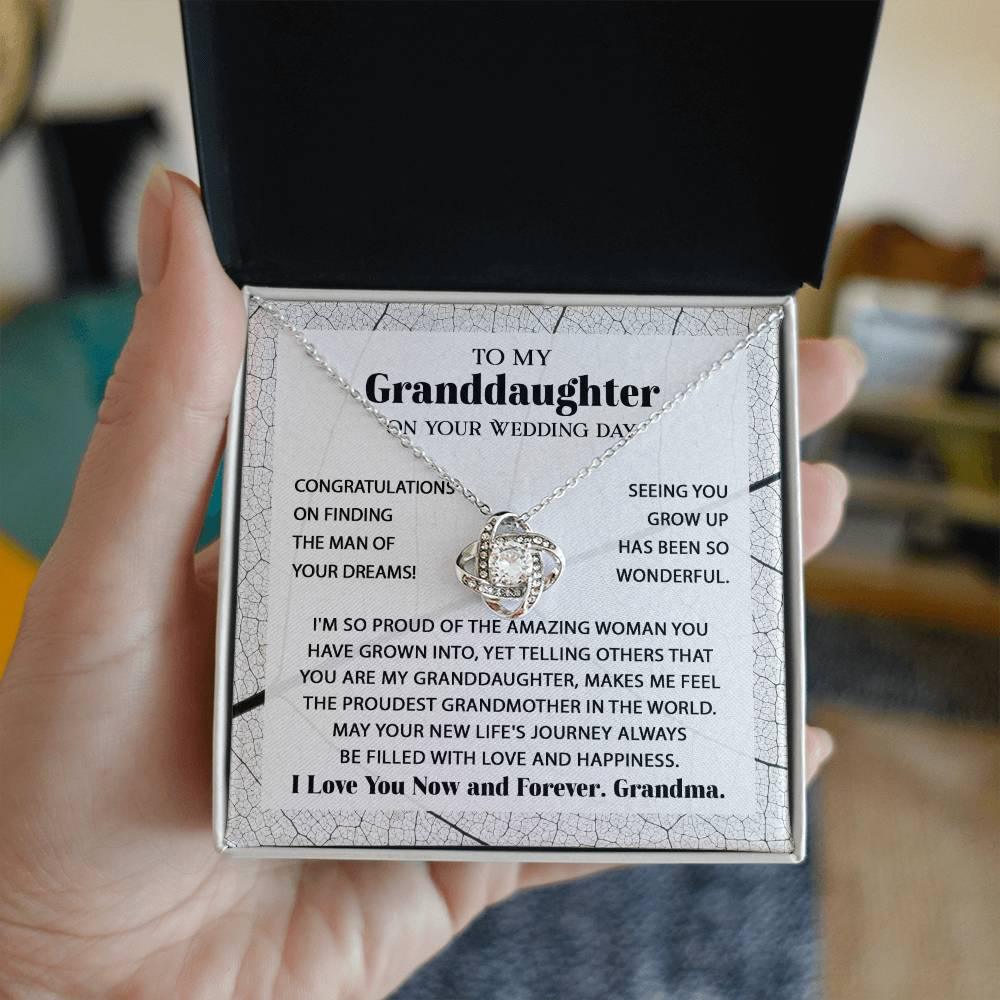 TO MY
Granddaughter
ON YOUR WEDDING DAY
CONGRATULATIONS
ON FINDING
THE MAN OF
YOUR DREAMS!
SEEING YOU
GROW UP
HAS BEEN SO
WONDERFUL.
I'M SO PROUD OF THE AMAZING WOMAN YOU
HAVE GROWN INTO, YET TELLING OTHERS THAT
YOU ARE MY GRANDDAUGHTER, MAKES ME FEEL
THE PROUDEST GRANDMOTHER IN THE WORLD.
MAY YOUR NEW LIFE'S JOURNEY ALWAYS
BE FILLED WITH LOVE AND HAPPINESS.
I Love You Now and Forever. Grandma.